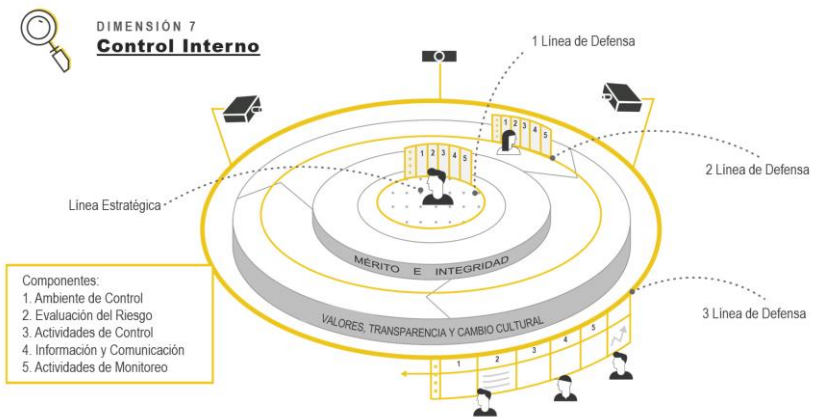 DIMENSIÓN 7
Control Interno
1 Línea de Defensa
1 2 3 4 5
1 2 3 4 5
2 Línea de Defensa
Línea Estratégica
MÉRITO E INTEGRIDAD
VALORES, TRANSPARENCIA Y CAMBIO CULTURAL
Componentes:
1. Ambiente de Control
2. Evaluación del Riesgo
3. Actividades de Control
4. Información y Comunicación
5. Actividades de Monitoreo
3 Línea de Defensa
1 2 3 4 5